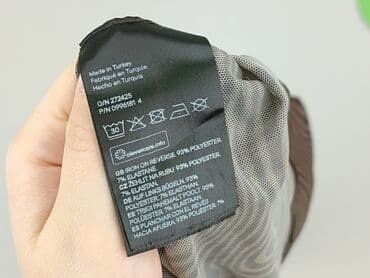 Made in Turkey
Fabriqué en Turquie
Hecho en Turquía
O/N 272425
P/N 0996181 4
30
clevercare.info
GB IRON ON REVERSE. 93% POLYESTER,
7% ELASTANE
CZ ŽEHLIT NA RUBU 93% POLYESTER,
7% ELASTAN.
DE AUF LINKS BÜGELN. 93%
POLYESTER, 7% ELASTAN
EE TRIIGI PAHEMALT POOLT. 93%
POLÜESTER, 7% ELASTAAN
ES PLANCHAR CON EL REVÉS
HACIA AFUERA. 93% POLIÉSTER, 7%